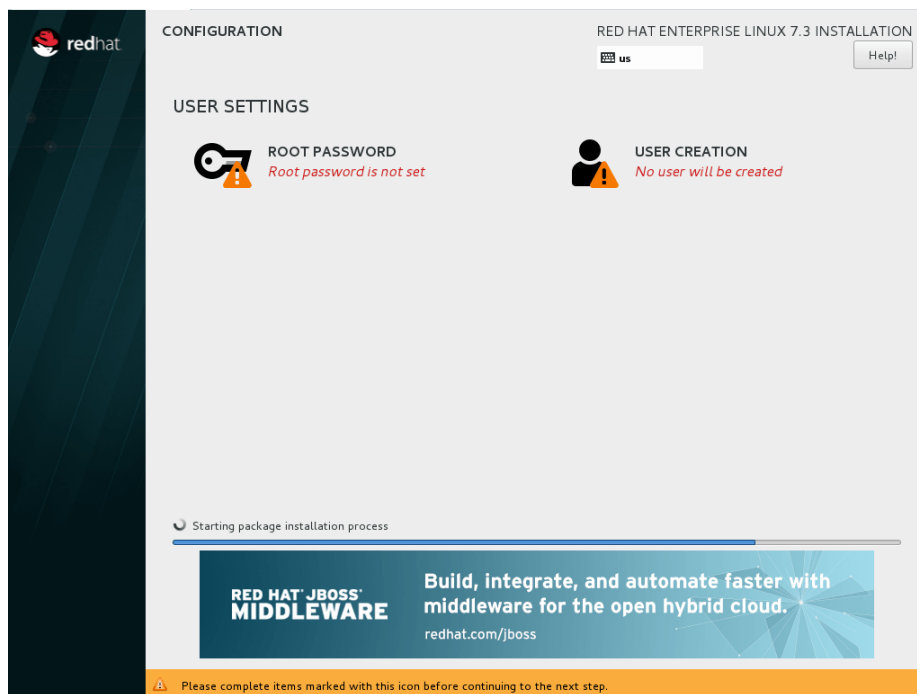 redhat
CONFIGURATION
RED HAT ENTERPRISE LINUX 7.3 INSTALLATION
us
Help!
USER SETTINGS
ROOT PASSWORD
Root password is not set
USER CREATION
No user will be created
Starting package installation process
RED HAT® JBOSS®
MIDDLEWARE
Build, integrate, and automate faster with
middleware for the open hybrid cloud.
redhat.com/jboss
Please complete items marked with this icon before continuing to the next step.